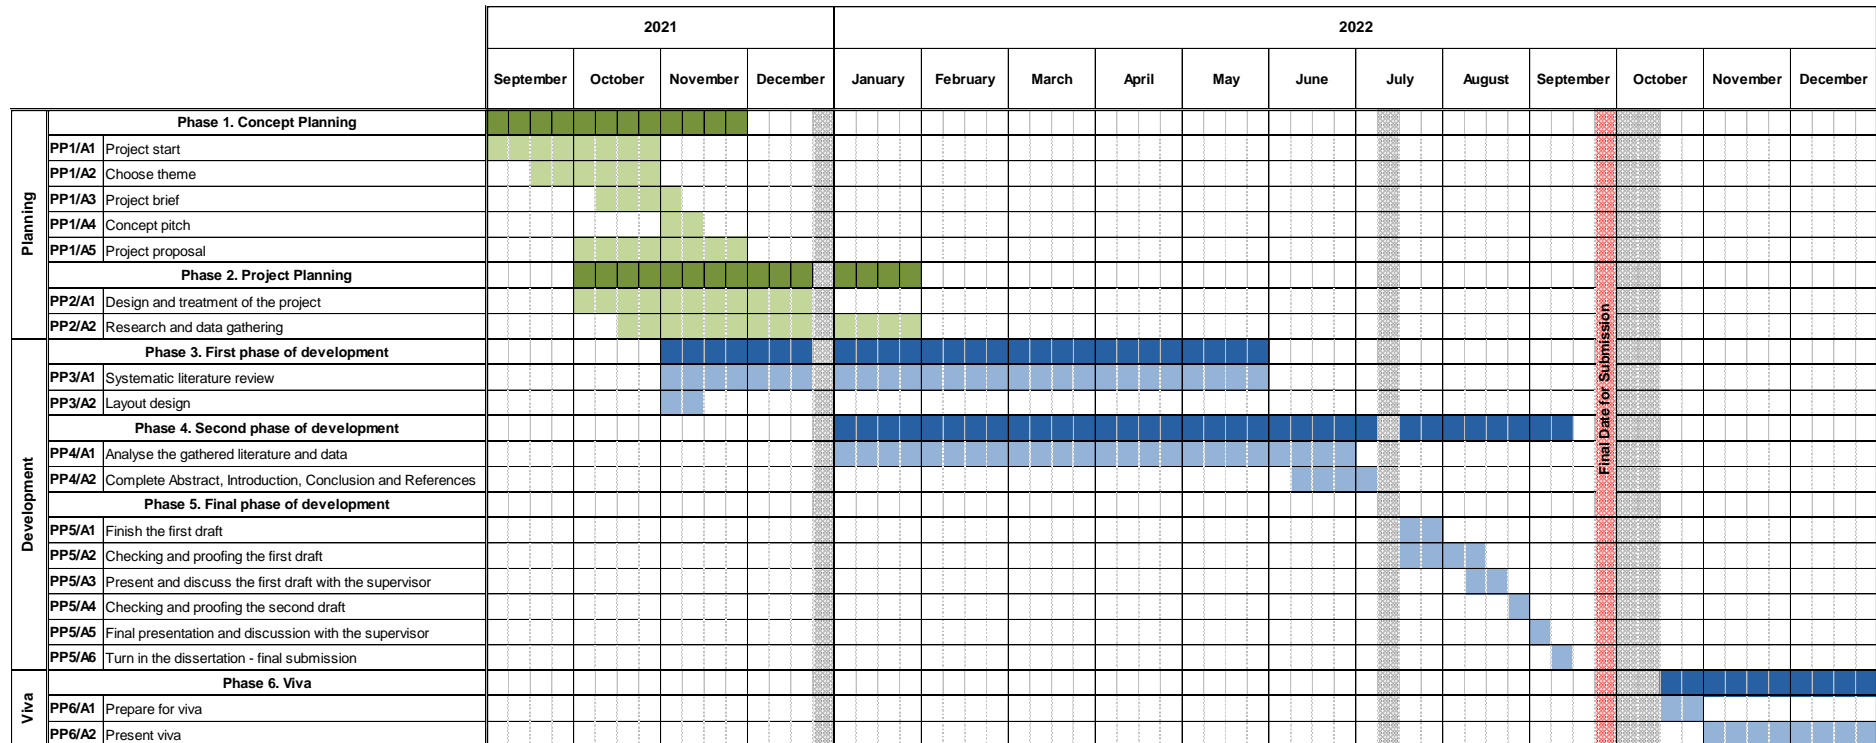 2021 2022
September October November December January February March April May June July August September October November December
Planning
Phase 1. Concept Planning
PP1/A1 Project start
PP1/A2 Choose theme
PP1/A3 Project brief
PP1/A4 Concept pitch
PP1/A5 Project proposal
Phase 2. Project Planning
PP2/A1 Design and treatment of the project
PP2/A2 Research and data gathering
Development
Phase 3. First phase of development
PP3/A1 Systematic literature review
PP3/A2 Layout design
Phase 4. Second phase of development
PP4/A1 Analyse the gathered literature and data
PP4/A2 Complete Abstract, Introduction, Conclusion and References
Phase 5. Final phase of development
PP5/A1 Finish the first draft
PP5/A2 Checking and proofing the first draft
PP5/A3 Present and discuss the first draft with the supervisor
PP5/A4 Checking and proofing the second draft
PP5/A5 Final presentation and discussion with the supervisor
PP5/A6 Turn in the dissertation - final submission
Viva
Phase 6. Viva
PP6/A1 Prepare for viva
PP6/A2 Present viva
Final Date for Submission